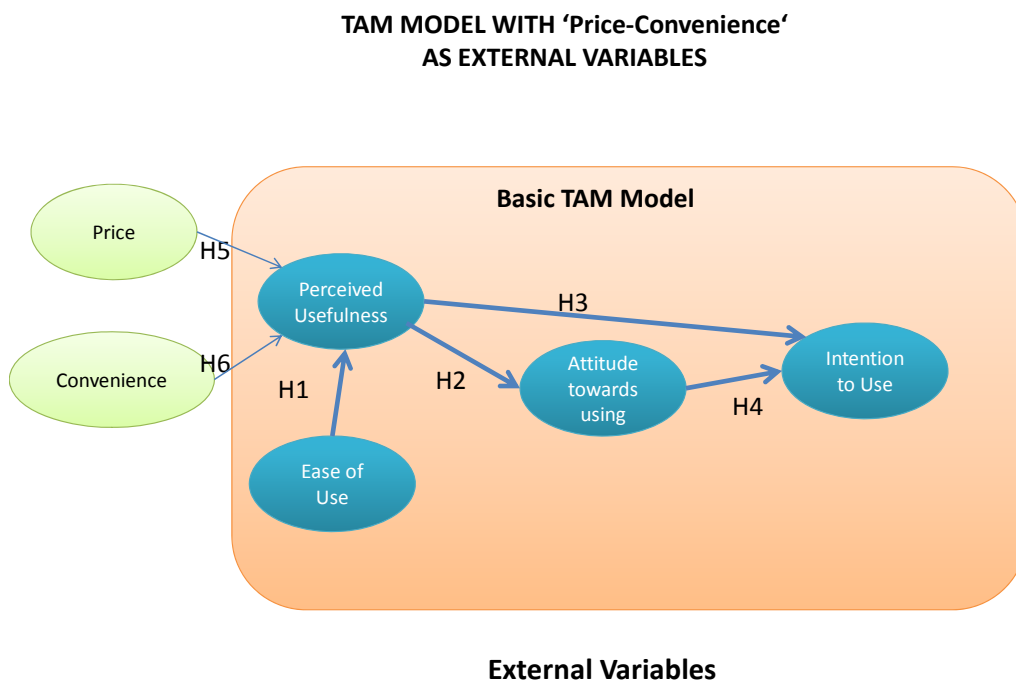 TAM MODEL WITH ‘Price-Convenience‘
AS EXTERNAL VARIABLES
Basic TAM Model
Price
H5
Perceived
Usefulness
H3
Convenience
H6
H1
H2
Attitude
towards
using
H4
Intention
to Use
Ease of
Use
External Variables